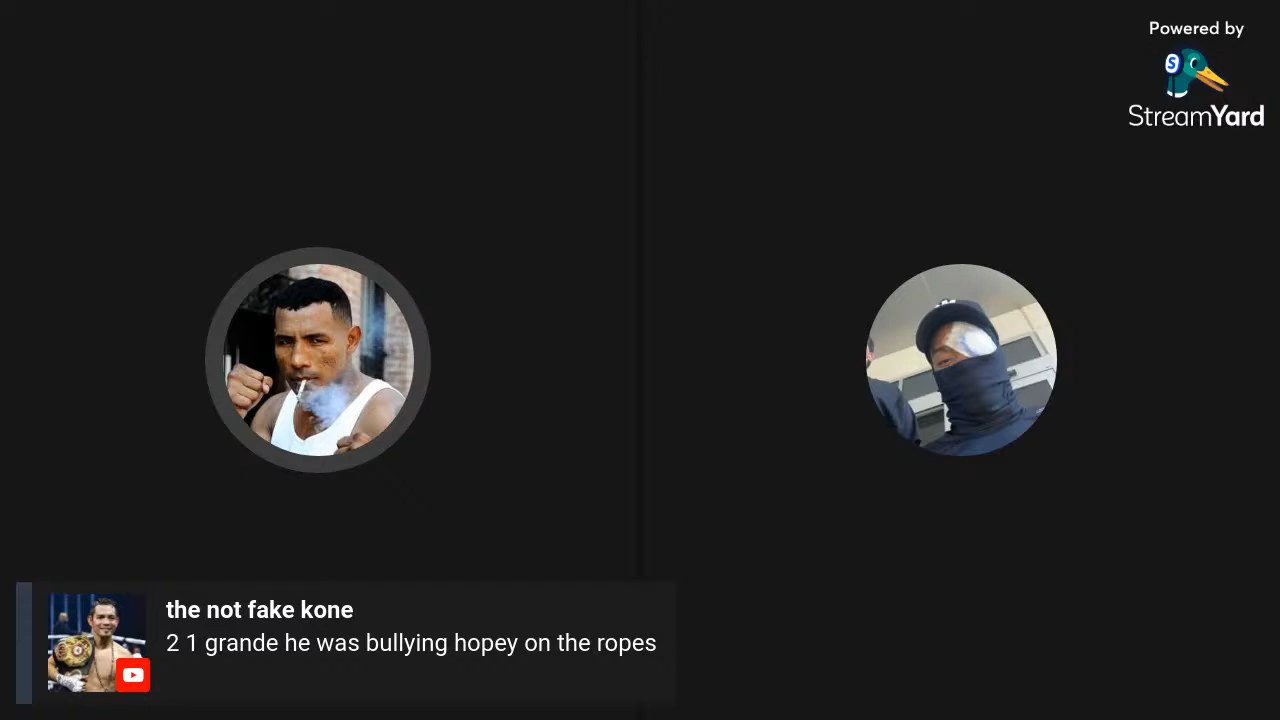 Powered by
S
StreamYard
the not fake kone
2 1 grande he was bullying hopey on the ropes